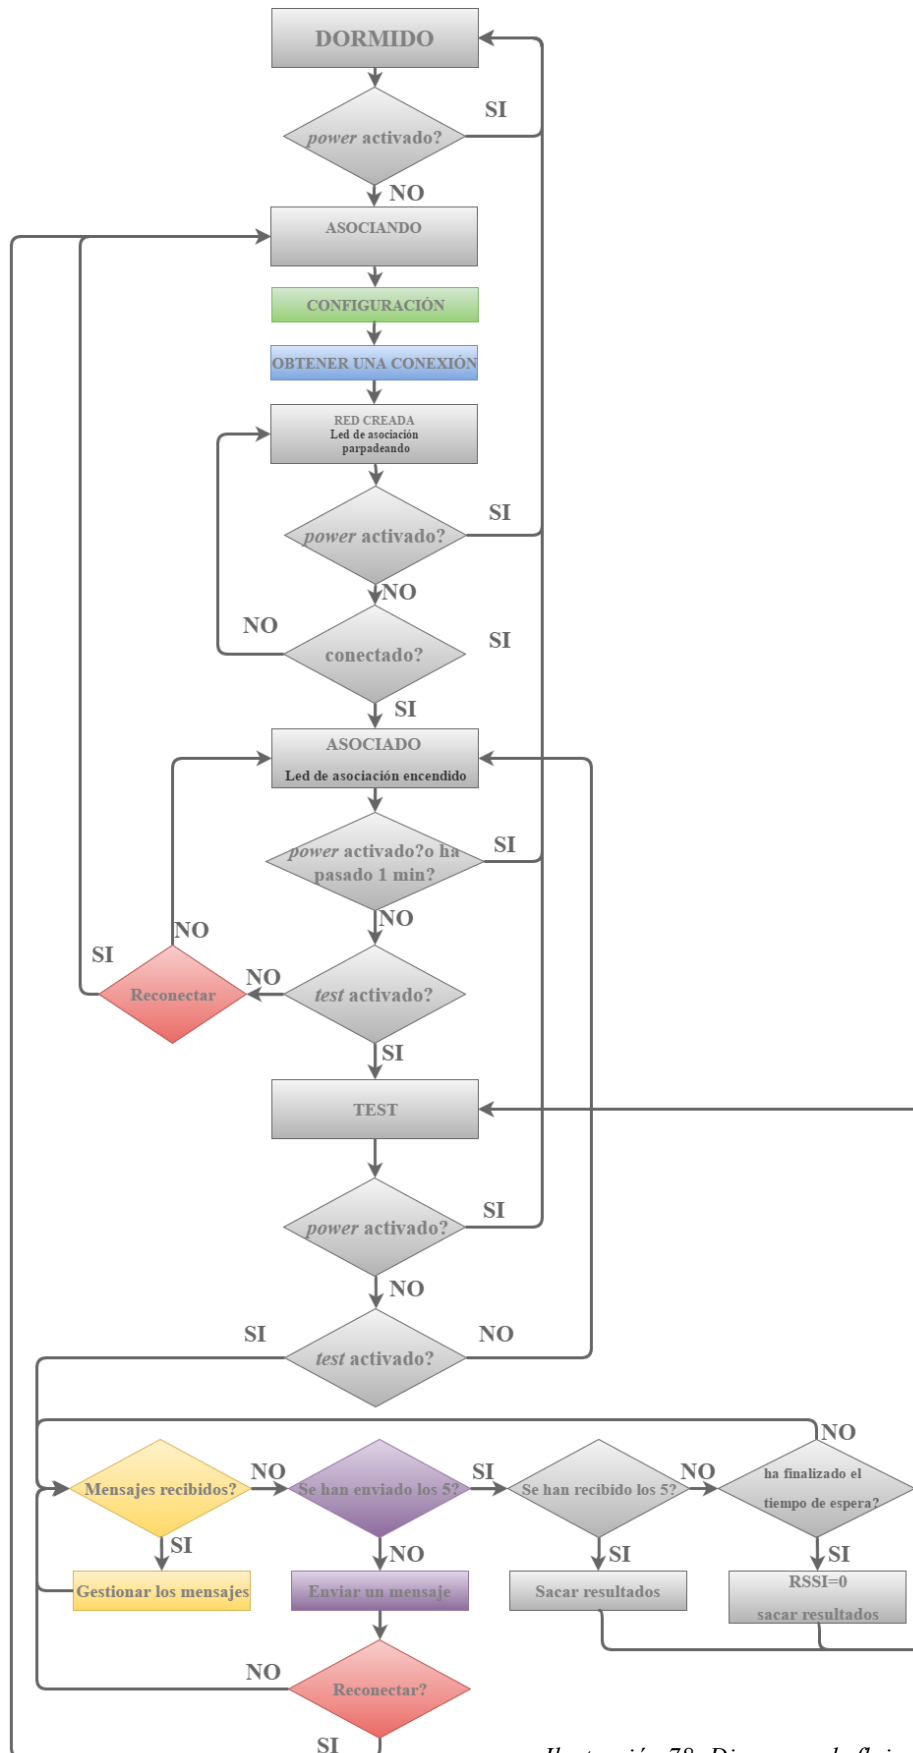 DORMIDO
SI
power activado?
NO
ASOCIANDO
CONFIGURACIÓN
OBTENER UNA CONEXIÓN
RED CREADA
Led de asociación
parpadeando
SI
power activado?
NO
NO
SI
conectado?
SI
ASOCIADO
Led de asociación encendido
SI
power activado?o ha
pasado 1 min?
NO
NO
SI
NO
Reconectar
test activado?
SI
TEST
SI
power activado?
NO
SI
NO
test activado?
NO
Mensajes recibidos?
NO
Se han enviado los 5?
SI
Se han recibido los 5?
NO
ha finalizado el
tiempo de espera?
SI
NO
SI
SI
Gestionar los mensajes
Enviar un mensaje
Sacar resultados
RSSI=0
sacar resultados
NO
Reconectar?
SI